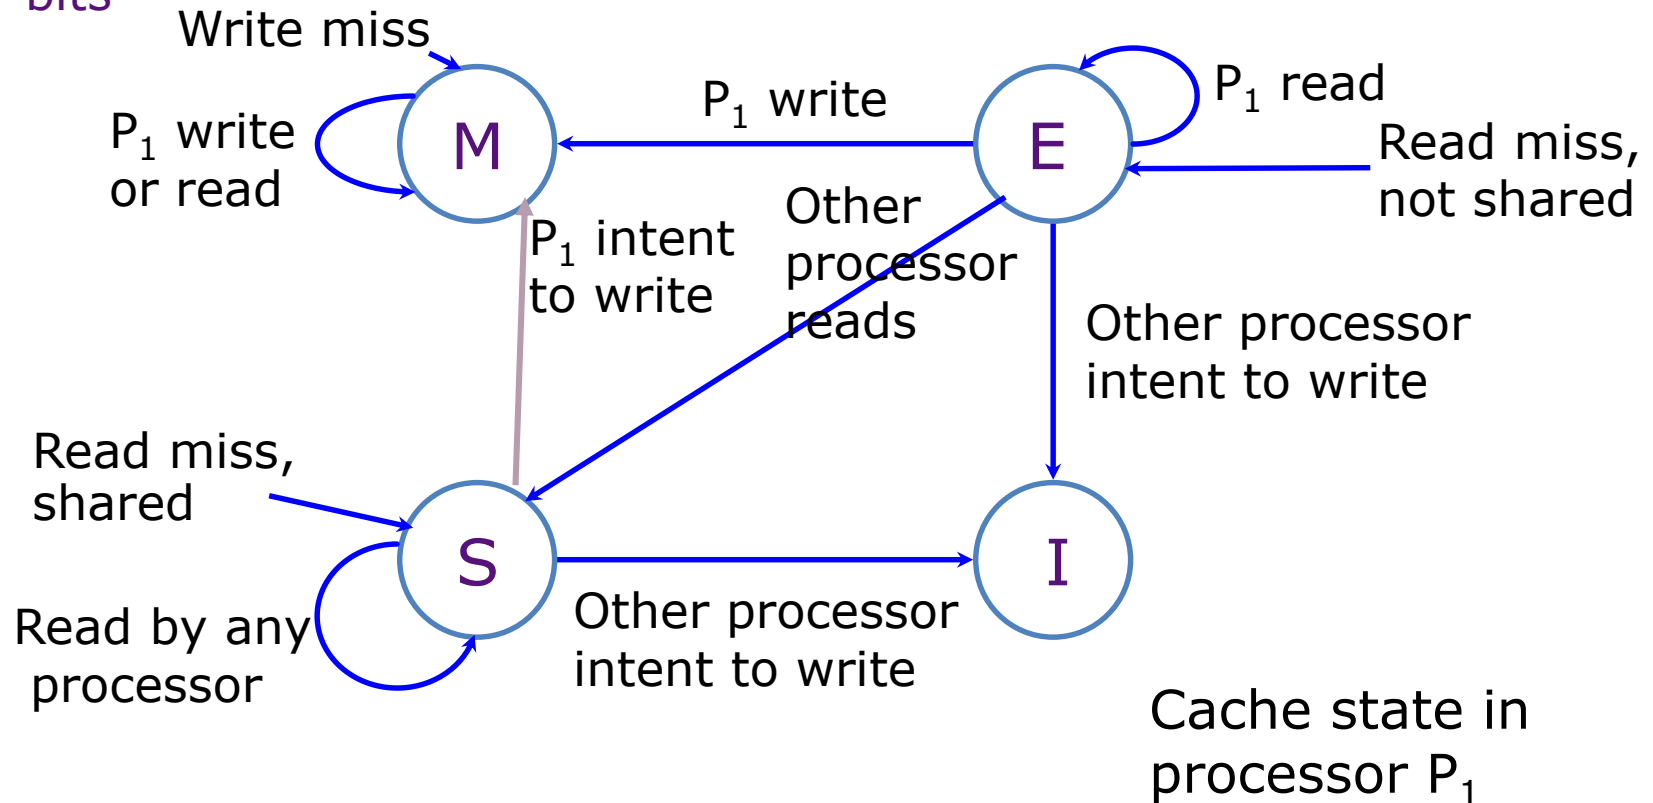 bits
Write miss
P₁ write
or read
M
P₁ write
E
P₁ read
Read miss,
not shared
P₁ intent
to write
Other
processor
reads
Other processor
intent to write
Read miss,
shared
S
I
Read by any
processor
Other processor
intent to write
Cache state in
processor P₁